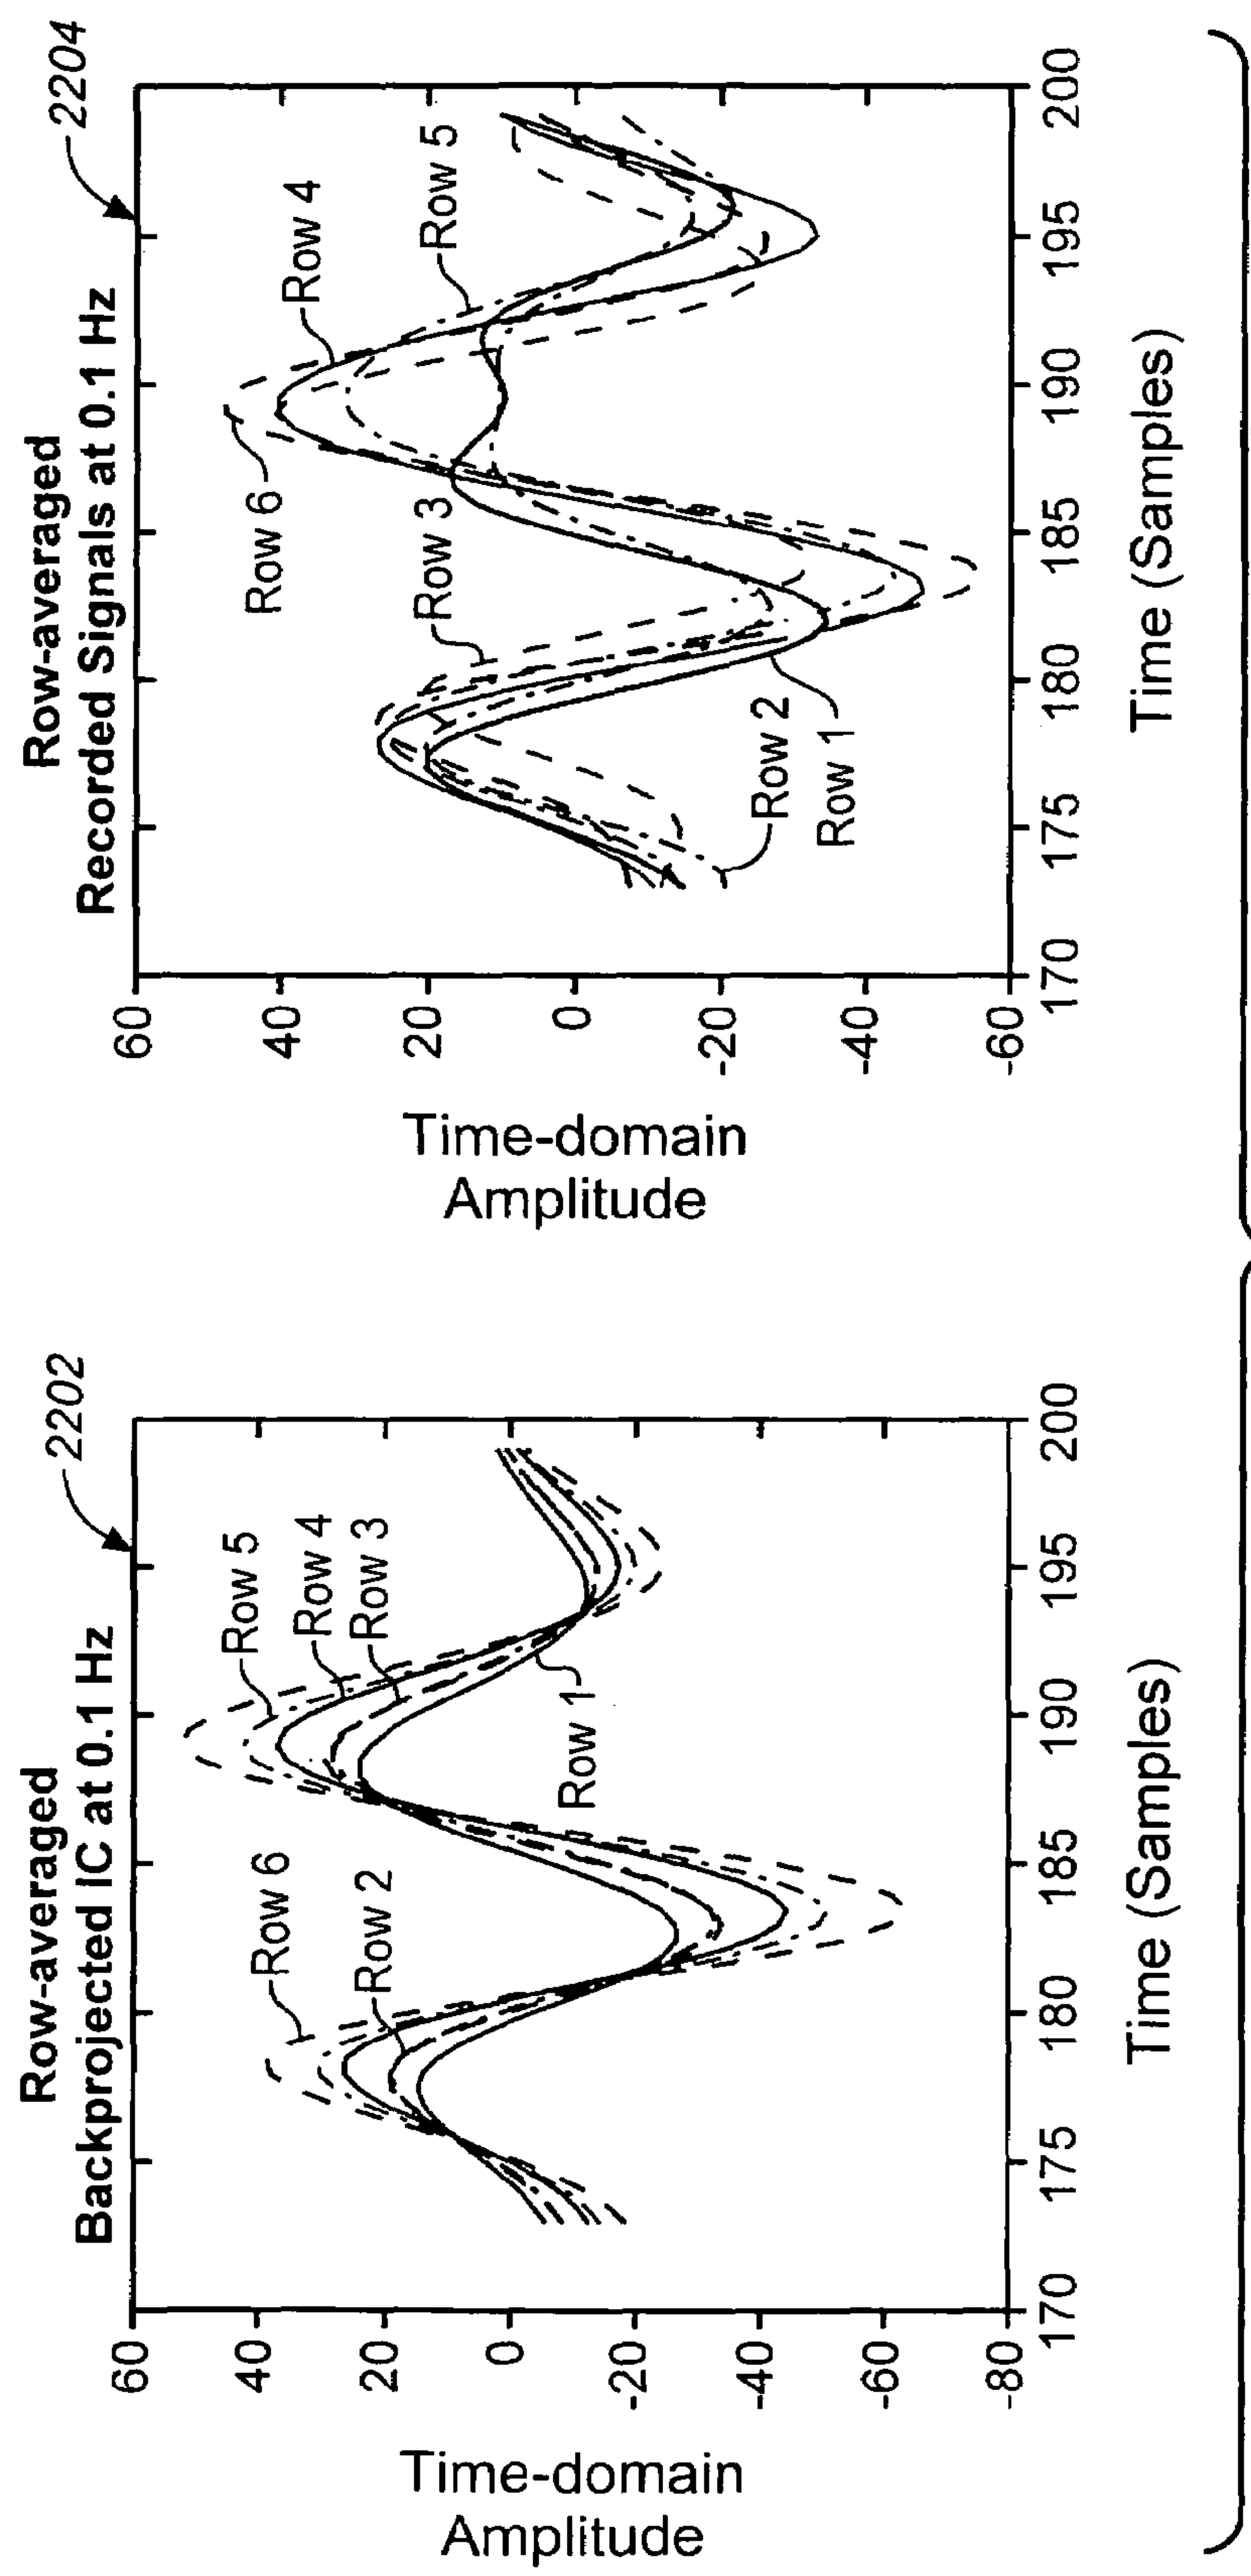 Row-averaged
Backprojected IC at 0.1 Hz
2202
60
40
20
0
-20
-40
-60
-80
Time-domain
Amplitude
Row 6
Row 2
Row 5
Row 4
Row 3
Row 1
170
175
180
185
190
195
200
Time (Samples)
Row-averaged
Recorded Signals at 0.1 Hz
2204
60
40
20
0
-20
-40
-60
Time-domain
Amplitude
Row 6
Row 3
Row 4
Row 5
Row 2
Row 1
170
175
180
185
190
195
200
Time (Samples)